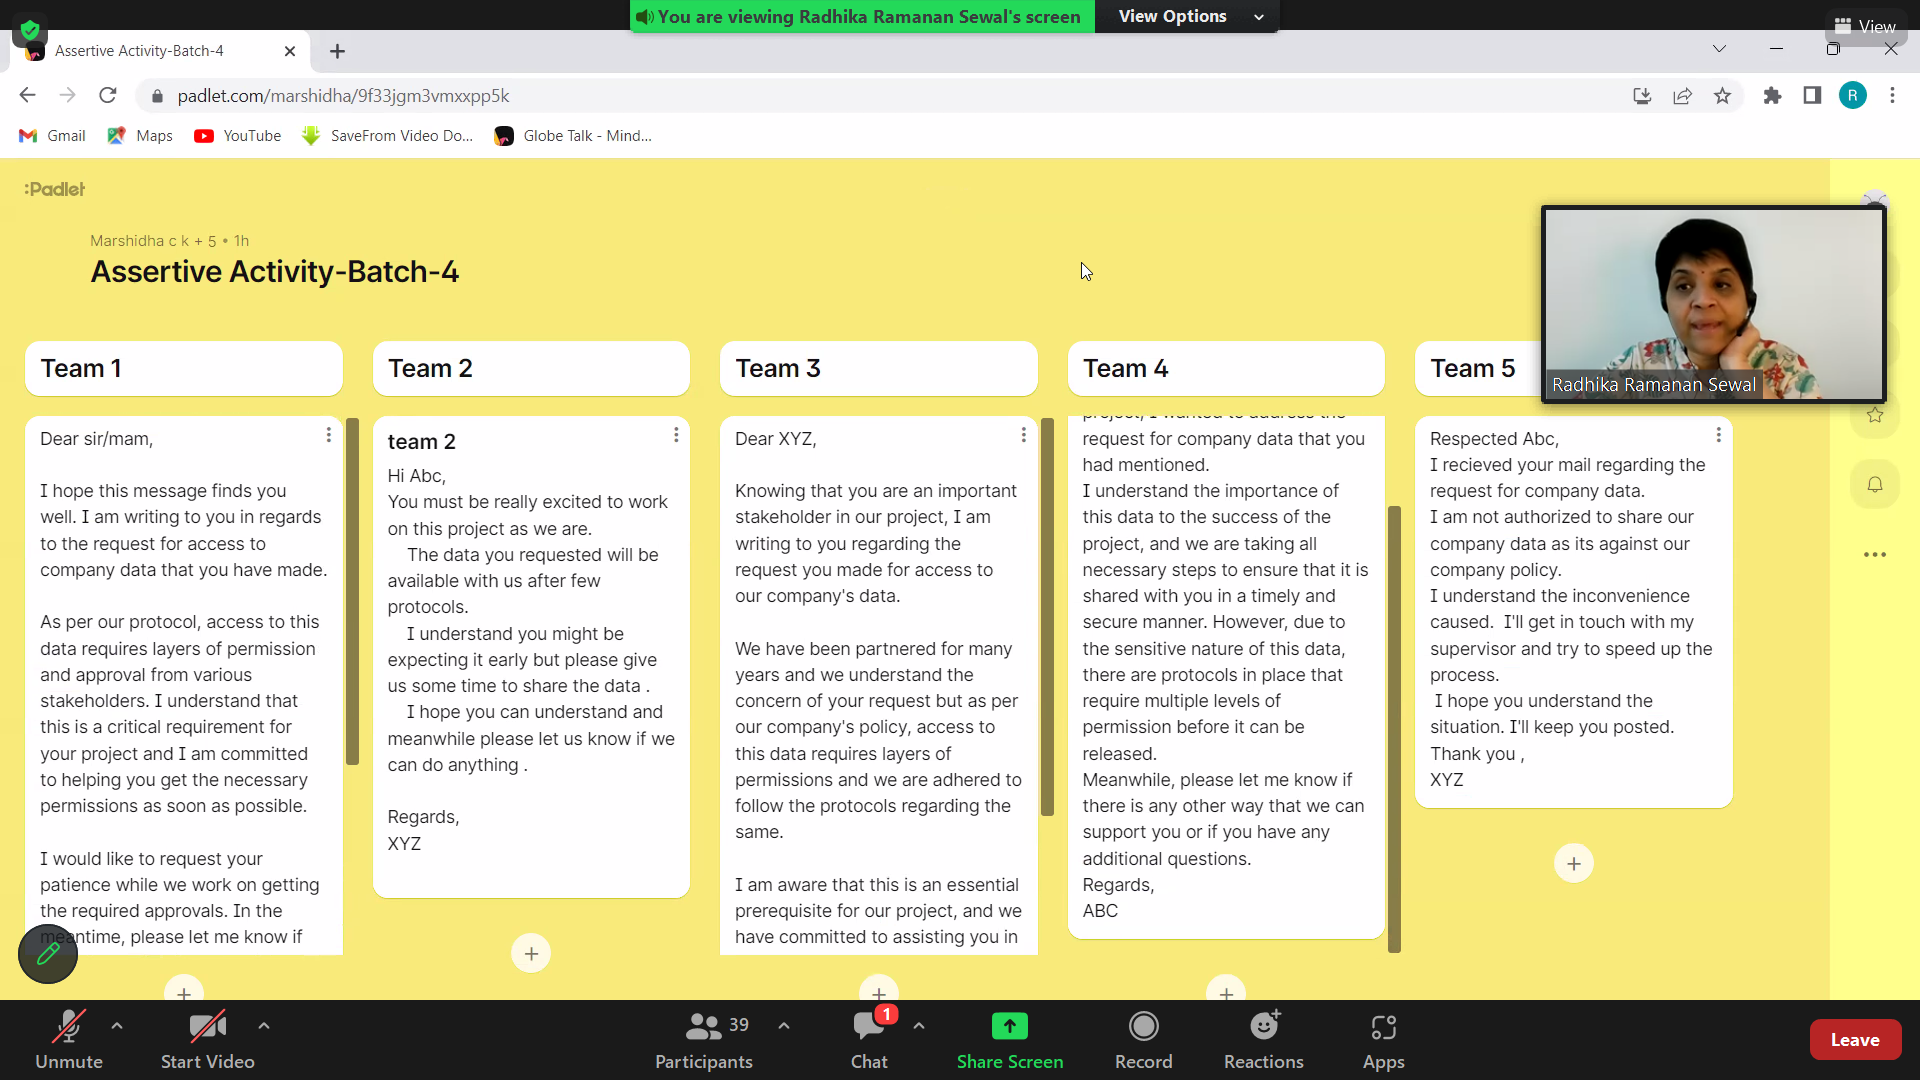 You are viewing Radhika Ramanan Sewal's screen
View Options
View
Assertive Activity-Batch-4
padlet.com/marshidha/9f33jgm3vmxxpp5k
R
Gmail
Maps
YouTube
SaveFrom Video Do...
Globe Talk - Mind...
:Padlet
Marshidha c k + 5 • 1h
Assertive Activity-Batch-4
Radhika Ramanan Sewal
Team 1
Dear sir/mam,
I hope this message finds you
well. I am writing to you in regards
to the request for access to
company data that you have made.
As per our protocol, access to this
data requires layers of permission
and approval from various
stakeholders. I understand that
this is a critical requirement for
your project and I am committed
to helping you get the necessary
permissions as soon as possible.
I would like to request your
patience while we work on getting
the required approvals. In the
meantime, please let me know if
Team 2
team 2
Hi Abc,
You must be really excited to work
on this project as we are.
The data you requested will be
available with us after few
protocols.
I understand you might be
expecting it early but please give
us some time to share the data .
I hope you can understand and
meanwhile please let us know if we
can do anything .
Regards,
XYZ
Team 3
Dear XYZ,
Knowing that you are an important
stakeholder in our project, I am
writing to you regarding the
request you made for access to
our company's data.
We have been partnered for many
years and we understand the
concern of your request but as per
our company's policy, access to
this data requires layers of
permissions and we are adhered to
follow the protocols regarding the
same.
I am aware that this is an essential
prerequisite for our project, and we
have committed to assisting you in
Team 4
project, I wanted to address the
request for company data that you
had mentioned.
I understand the importance of
this data to the success of the
project, and we are taking all
necessary steps to ensure that it is
shared with you in a timely and
secure manner. However, due to
the sensitive nature of this data,
there are protocols in place that
require multiple levels of
permission before it can be
released.
Meanwhile, please let me know if
there is any other way that we can
support you or if you have any
additional questions.
Regards,
ABC
Team 5
Respected Abc,
I recieved your mail regarding the
request for company data.
I am not authorized to share our
company data as its against our
company policy.
I understand the inconvenience
caused.  I'll get in touch with my
supervisor and try to speed up the
process.
I hope you understand the
situation. I'll keep you posted.
Thank you ,
XYZ
Unmute
Start Video
39
Participants
1
Chat
Share Screen
Record
Reactions
Apps
Leave